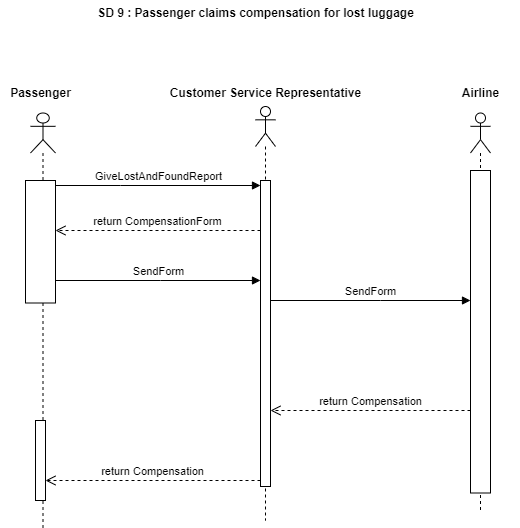 SD 9 : Passenger claims compensation for lost luggage
Passenger
Customer Service Representative
Airline
GiveLostAndFoundReport
return CompensationForm
SendForm
SendForm
return Compensation
return Compensation